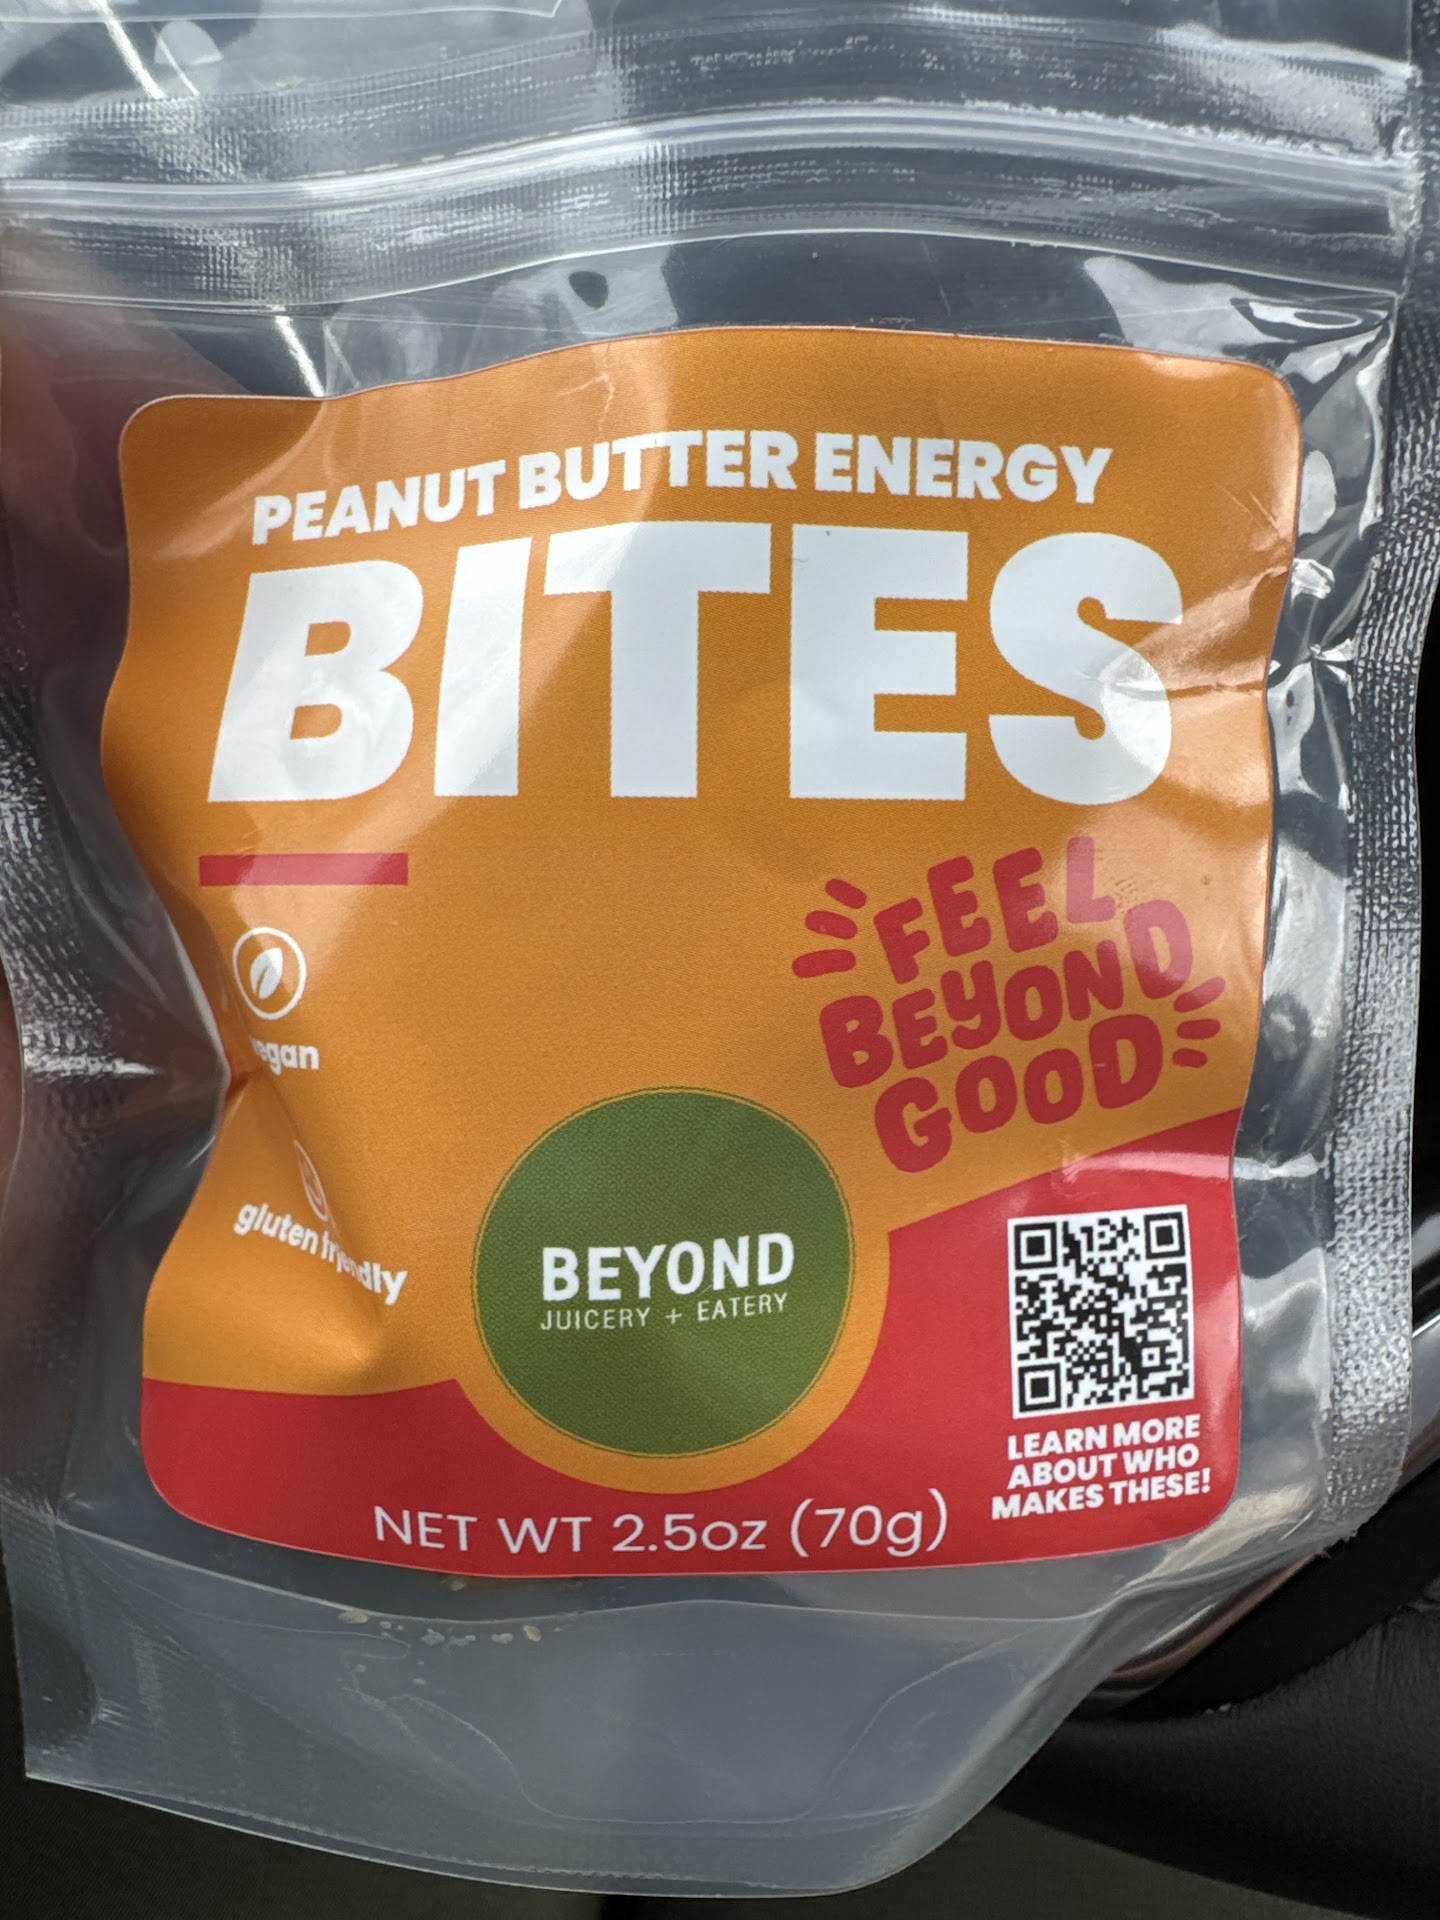 PEANUT BUTTER ENERGY
BITES
FEEL
BEYOND
GOOD
vegan
gluten friendly
BEYOND
JUICERY + EATERY
LEARN MORE
ABOUT WHO
MAKES THESE!
NET WT 2.5oz (70g)